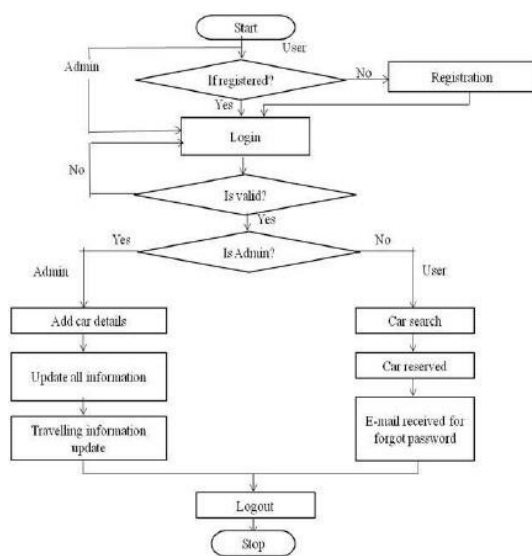 Start
User
Admin
If registered?
No
Registration
Yes
Login
No
Is valid?
Yes
Yes
Is Admin?
No
Admin
User
Add car details
Car search
Update all information
Car reserved
Travelling information
update
E-mail received for
forgot password
Logout
Stop